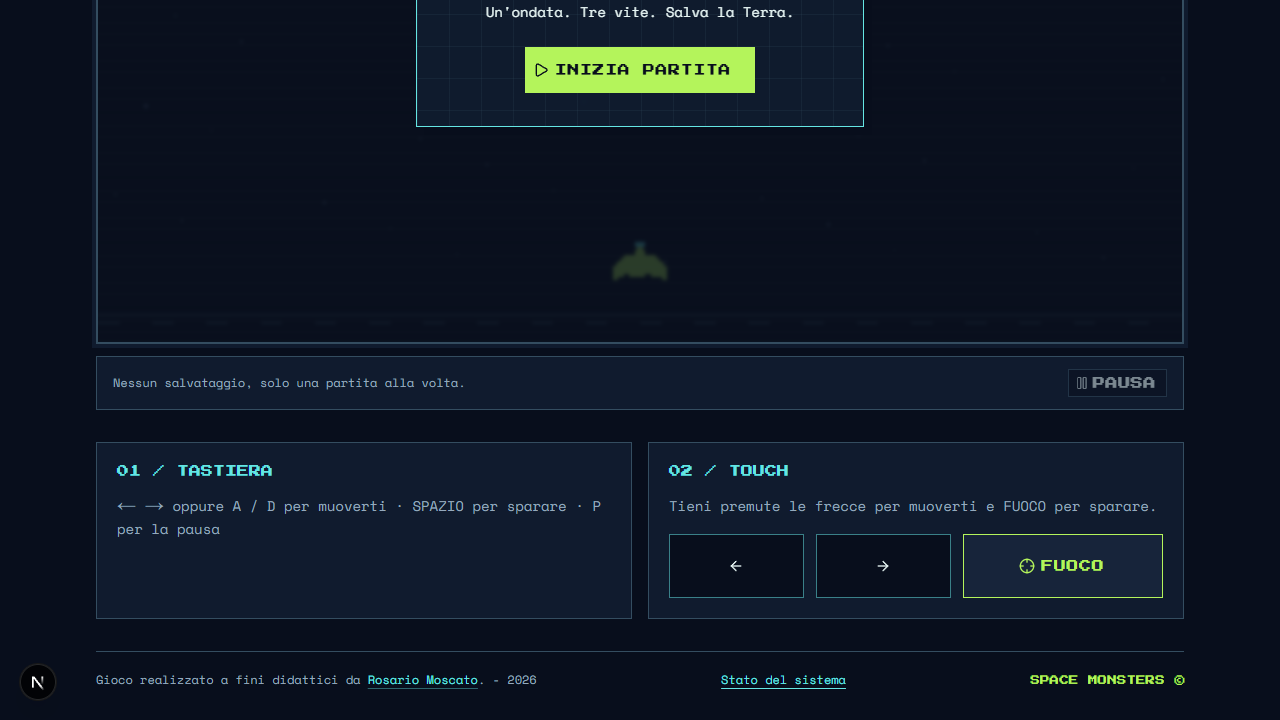 Un'ondata. Tre vite. Salva la Terra.
INIZIA PARTITA
Nessun salvataggio, solo una partita alla volta.
PAUSA
01 / TASTIERA
← → oppure A / D per muoverti · SPAZIO per sparare · P
per la pausa
02 / TOUCH
Tieni premute le frecce per muoverti e FUOCO per sparare.
← → FUOCO
N
Gioco realizzato a fini didattici da Rosario Moscato. - 2026
Stato del sistema
SPACE MONSTERS ©